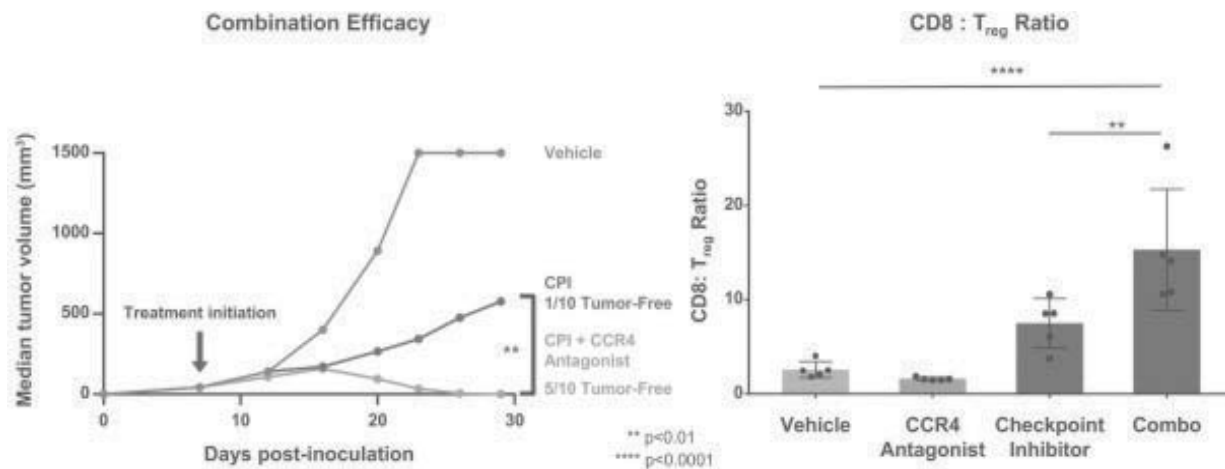 Combination Efficacy
Median tumor volume (mm³)
1500
1000
500
0
Treatment initiation
Vehicle
CPI
1/10 Tumor-Free
**
CPI + CCR4
Antagonist
5/10 Tumor-Free
0
10
20
30
Days post-inoculation
** p<0.01
**** p<0.0001
CD8 : Treg Ratio
****
**
CD8: Treg Ratio
30
20
10
0
Vehicle
CCR4
Antagonist
Checkpoint
Inhibitor
Combo